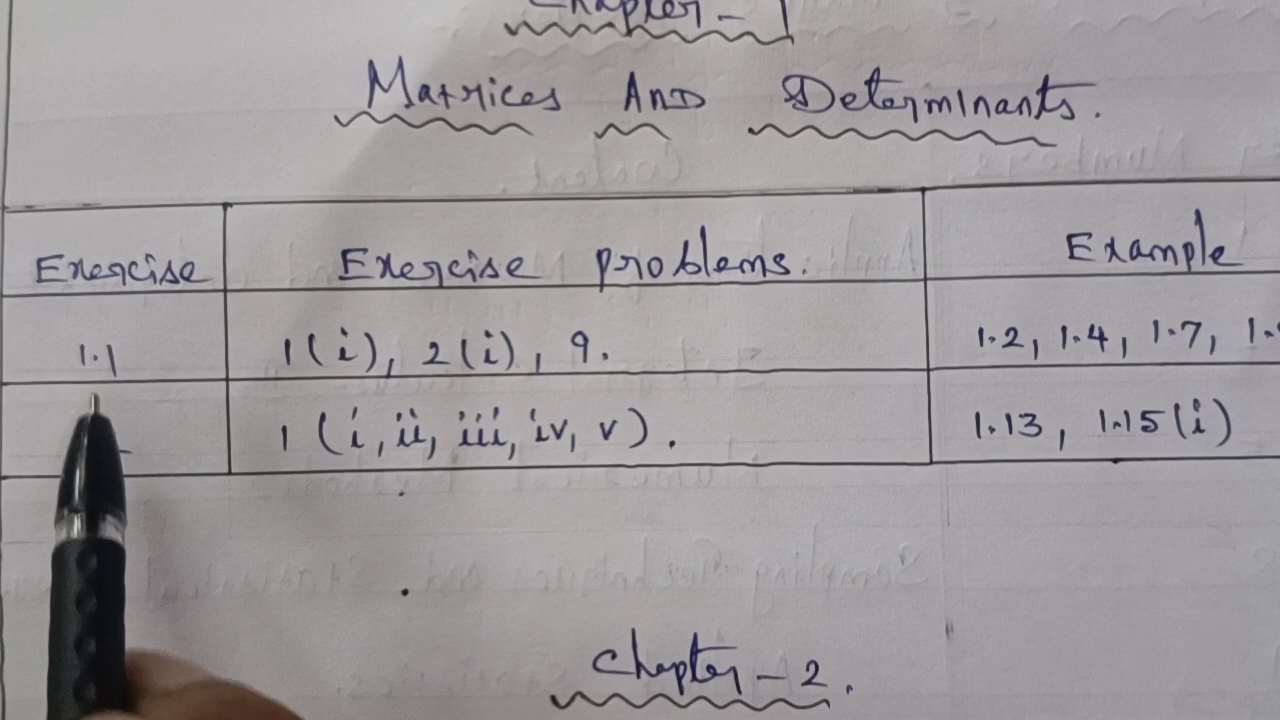 Chapter - 1
Matrices AND Determinants.
Exercise Exercise problems. Example
1.1 1(i), 2(i), 9. 1.2, 1.4, 1.7,
1 (i, ii, iii, iv, v). 1.13, 1.15(i)
Chapter - 2.